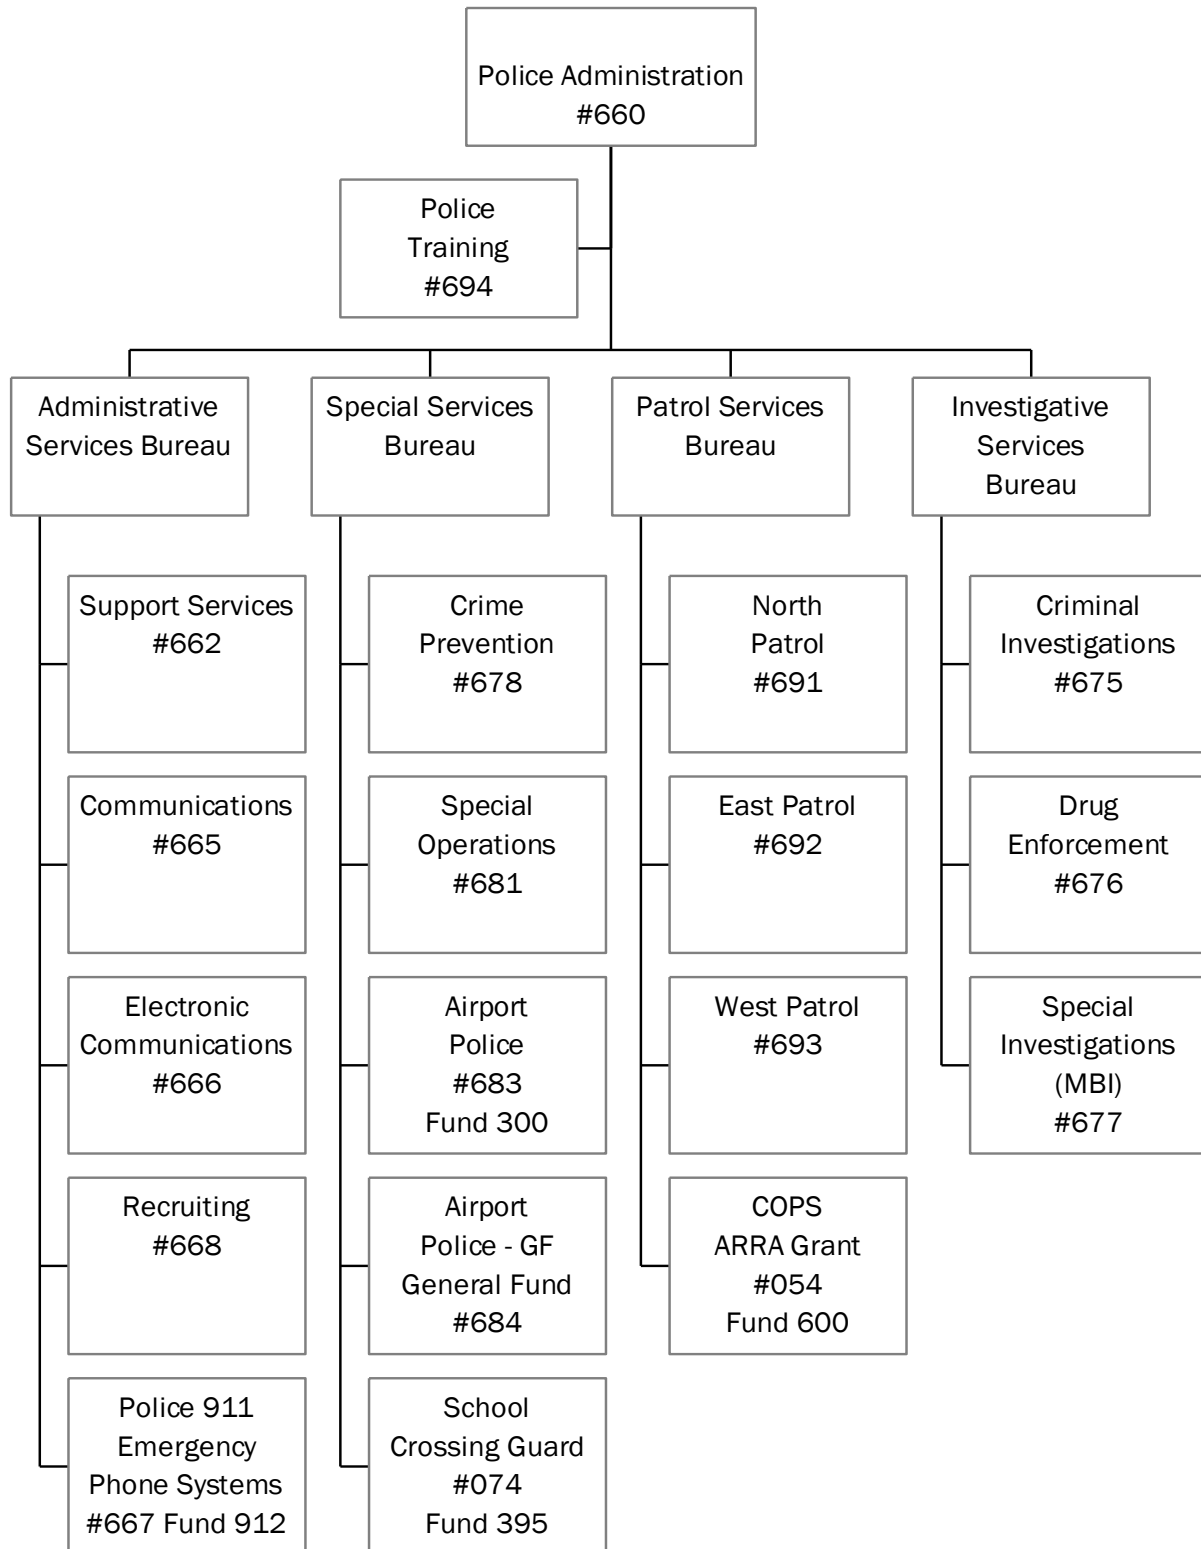 Police Administration
#660
Police
Training
#694
Administrative
Services Bureau
Special Services
Bureau
Patrol Services
Bureau
Investigative
Services
Bureau
Support Services
#662
Crime
Prevention
#678
North
Patrol
#691
Criminal
Investigations
#675
Communications
#665
Special
Operations
#681
East Patrol
#692
Drug
Enforcement
#676
Electronic
Communications
#666
Airport
Police
#683
Fund 300
West Patrol
#693
Special
Investigations
(MBI)
#677
Recruiting
#668
Airport
Police - GF
General Fund
#684
COPS
ARRA Grant
#054
Fund 600
Police 911
Emergency
Phone Systems
#667 Fund 912
School
Crossing Guard
#074
Fund 395